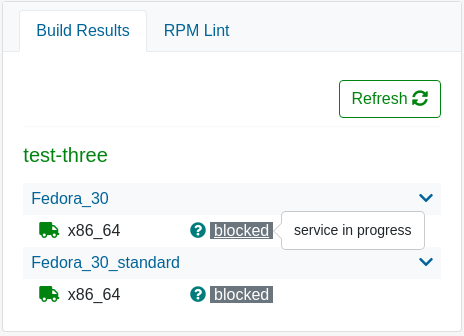 Build Results RPM Lint
Refresh
test-three
Fedora_30
x86_64 blocked service in progress
Fedora_30_standard
x86_64 blocked